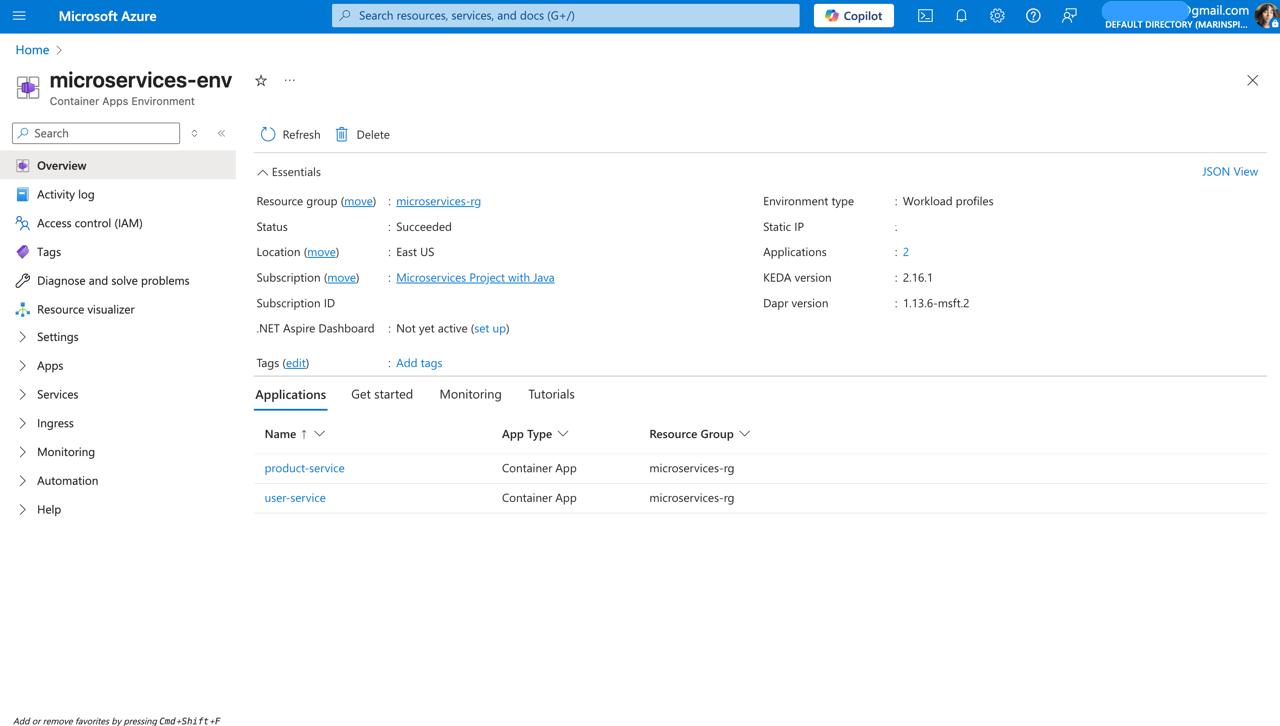 Microsoft Azure
Search resources, services, and docs (G+/)
Copilot
gmail.com
DEFAULT DIRECTORY (MARINSPI...
Home
microservices-env
Container Apps Environment
Search
Refresh
Delete
Overview
Activity log
Access control (IAM)
Tags
Diagnose and solve problems
Resource visualizer
Settings
Apps
Services
Ingress
Monitoring
Automation
Help
Essentials
JSON View
Resource group (move) : microservices-rg
Status : Succeeded
Location (move) : East US
Subscription (move) : Microservices Project with Java
Subscription ID
.NET Aspire Dashboard : Not yet active (set up)
Tags (edit) : Add tags
Environment type : Workload profiles
Static IP :
Applications : 2
KEDA version : 2.16.1
Dapr version : 1.13.6-msft.2
Applications Get started Monitoring Tutorials
Name ↑ App Type Resource Group
product-service Container App microservices-rg
user-service Container App microservices-rg
Add or remove favorites by pressing Cmd+Shift+F